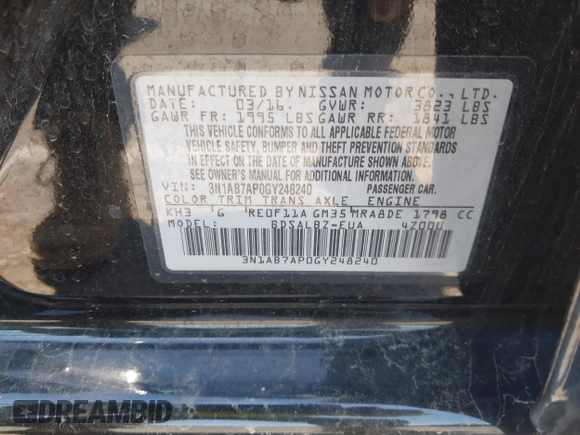 MANUFACTURED BY NISSAN MOTOR CO., LTD.
DATE: 03/16. GVWR: 3823 LBS
GAWR FR: 1995 LBS GAWR RR: 1841 LBS
THIS VEHICLE CONFORMS TO ALL APPLICABLE FEDERAL MOTOR
VEHICLE SAFETY, BUMPER AND THEFT PREVENTION STANDARDS
IN EFFECT ON THE DATE OF MANUFACTURE SHOWN ABOVE.
SEE OWNER'S MANUAL FOR ADDITIONAL INFORMATION.
VIN: 3N1AB7AP0GY248240 PASSENGER CAR.
COLOR TRIM TRANS AXLE ENGINE
KH3 G RE0F11A GM35 MRA8DE 1798 CC
MODEL: BDSALBZ-EUA 4Z000
3N1AB7AP0GY248240
DREAMBID